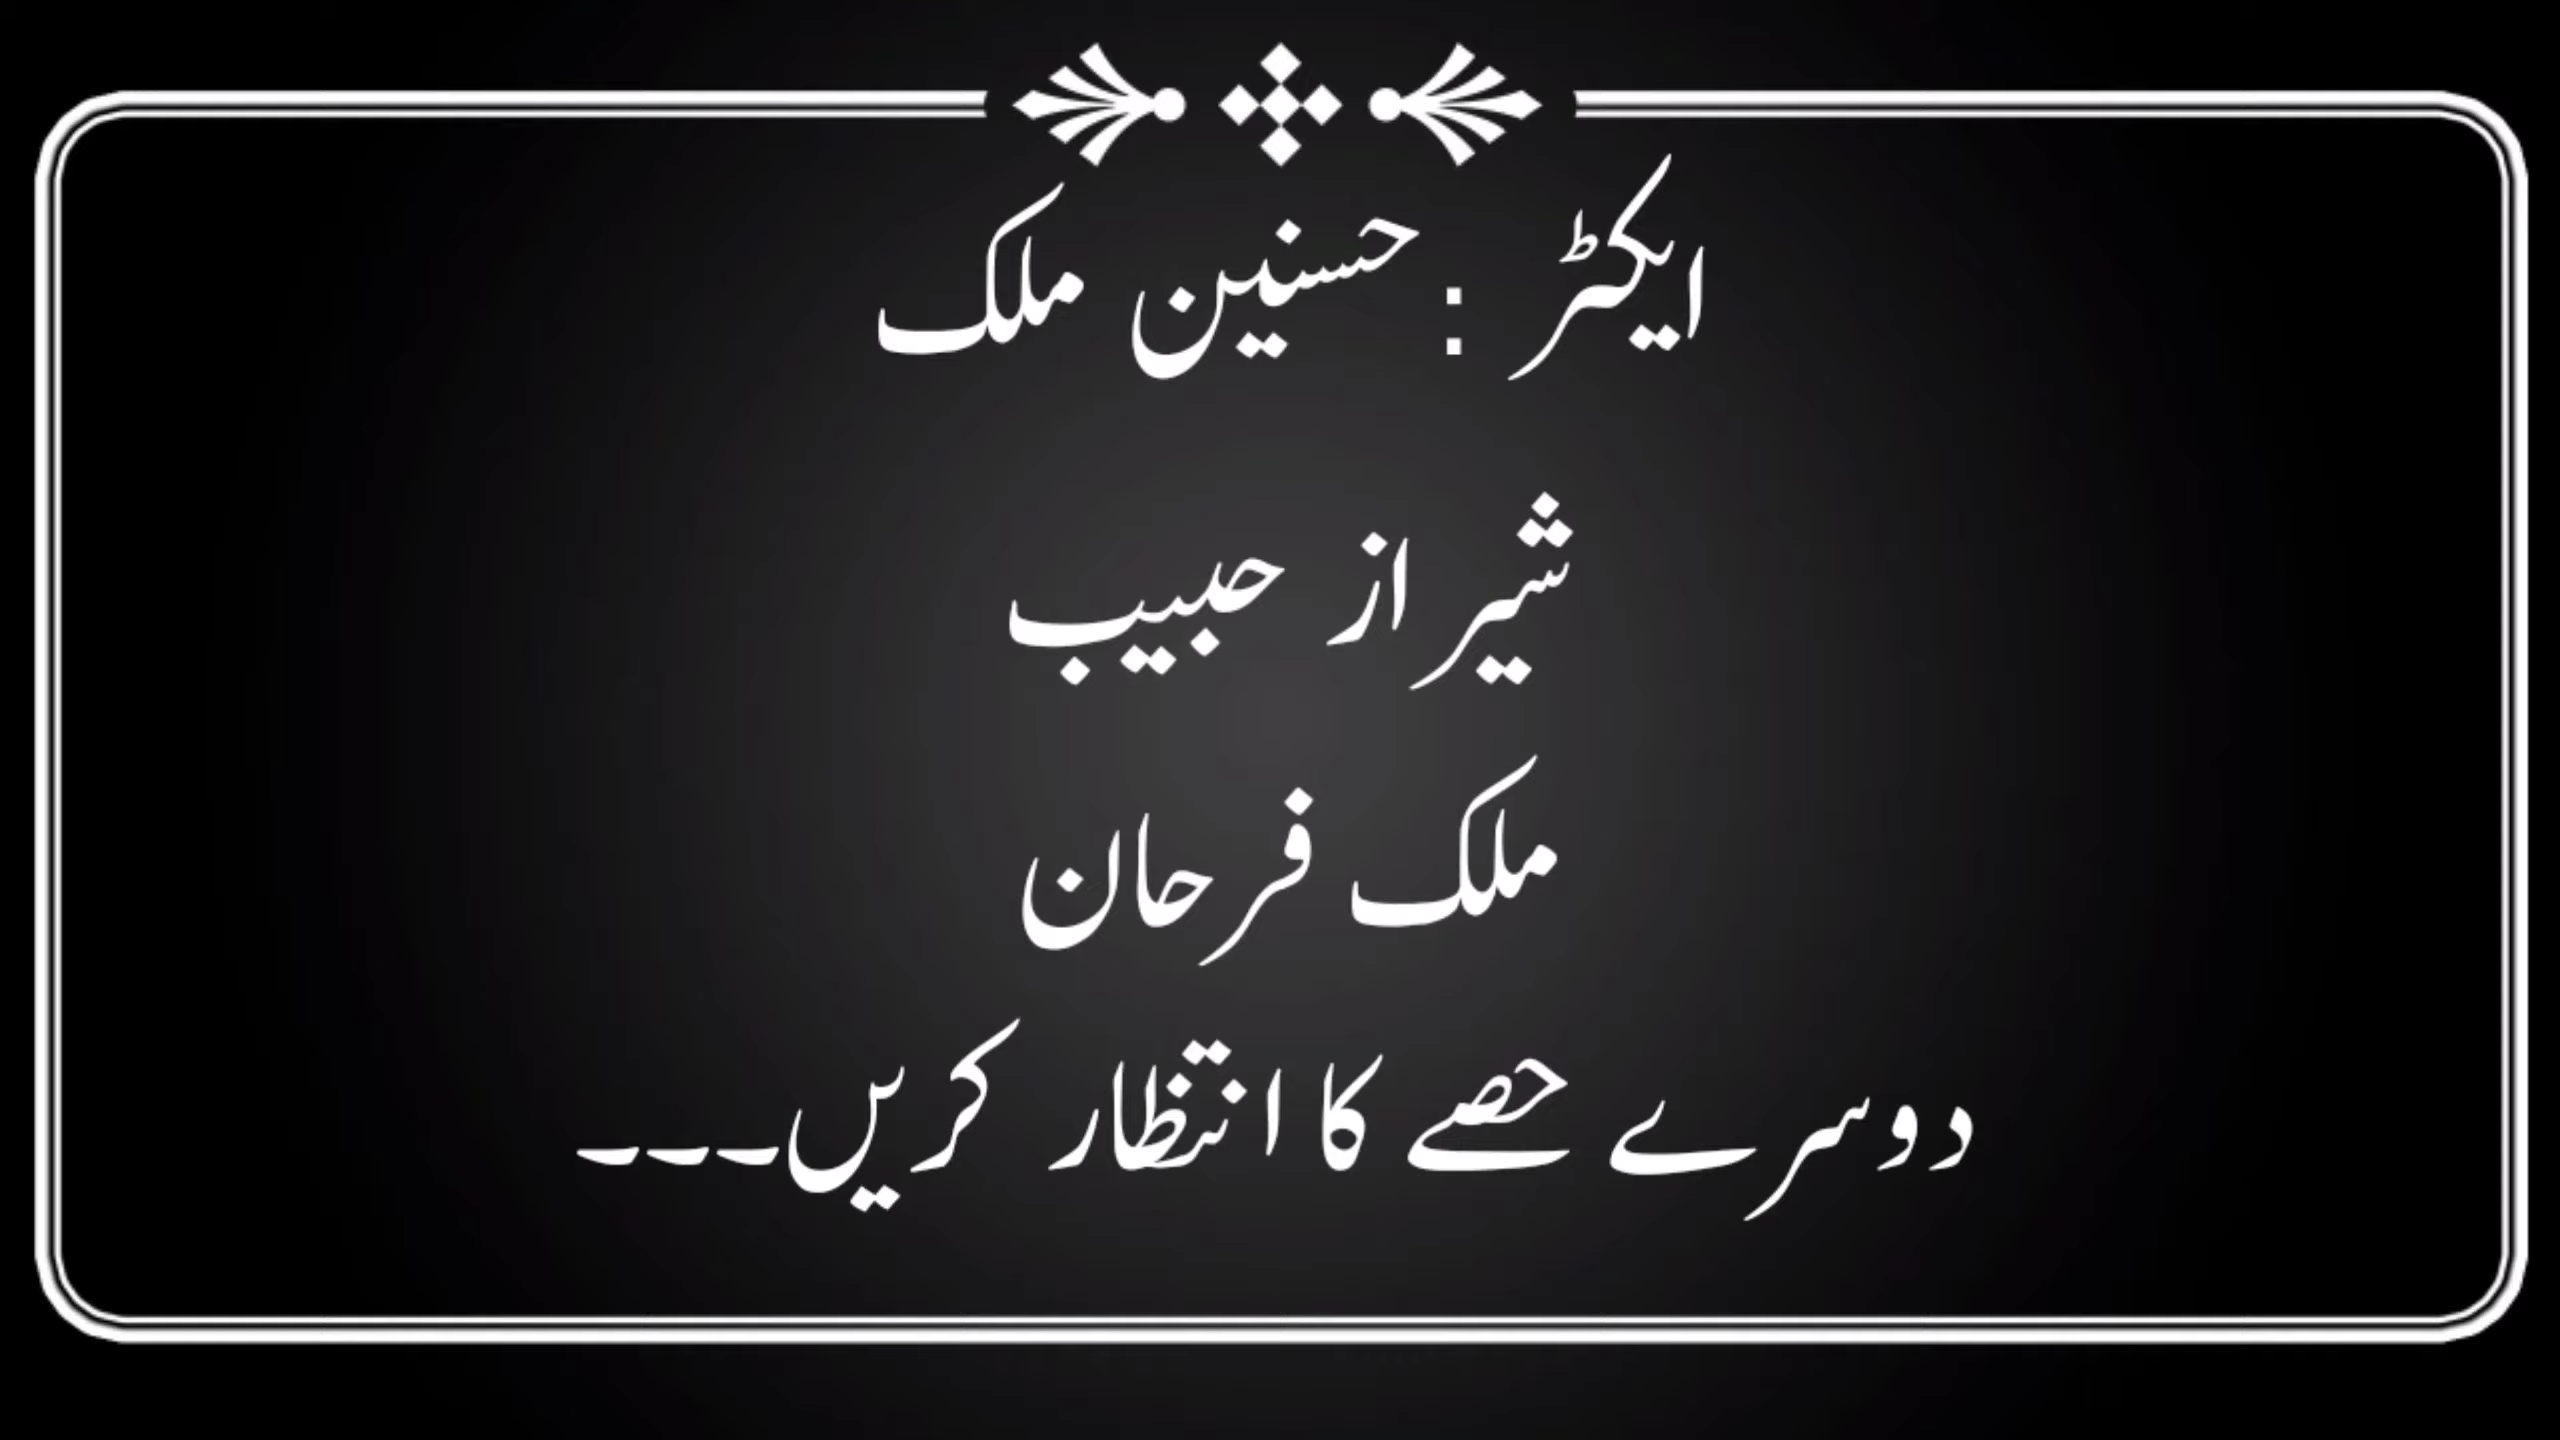 ایکٹر : حسنین ملک
شیراز حبیب
ملک فرحان
دوسرے حصے کا انتظار کریں۔۔۔